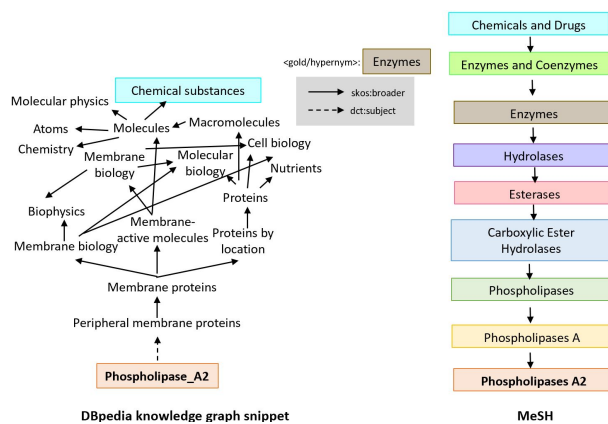 <gold/hypernym>: Enzymes
skos:broader
dct:subject
Chemical substances
Molecular physics
Macromolecules
Atoms
Molecules
Chemistry
Cell biology
Membrane
biology
Molecular
biology
Nutrients
Proteins
Biophysics
Membrane-
active molecules
Proteins by
location
Membrane biology
Membrane proteins
Peripheral membrane proteins
Phospholipase_A2
DBpedia knowledge graph snippet
Chemicals and Drugs
Enzymes and Coenzymes
Enzymes
Hydrolases
Esterases
Carboxylic Ester
Hydrolases
Phospholipases
Phospholipases A
Phospholipases A2
MeSH